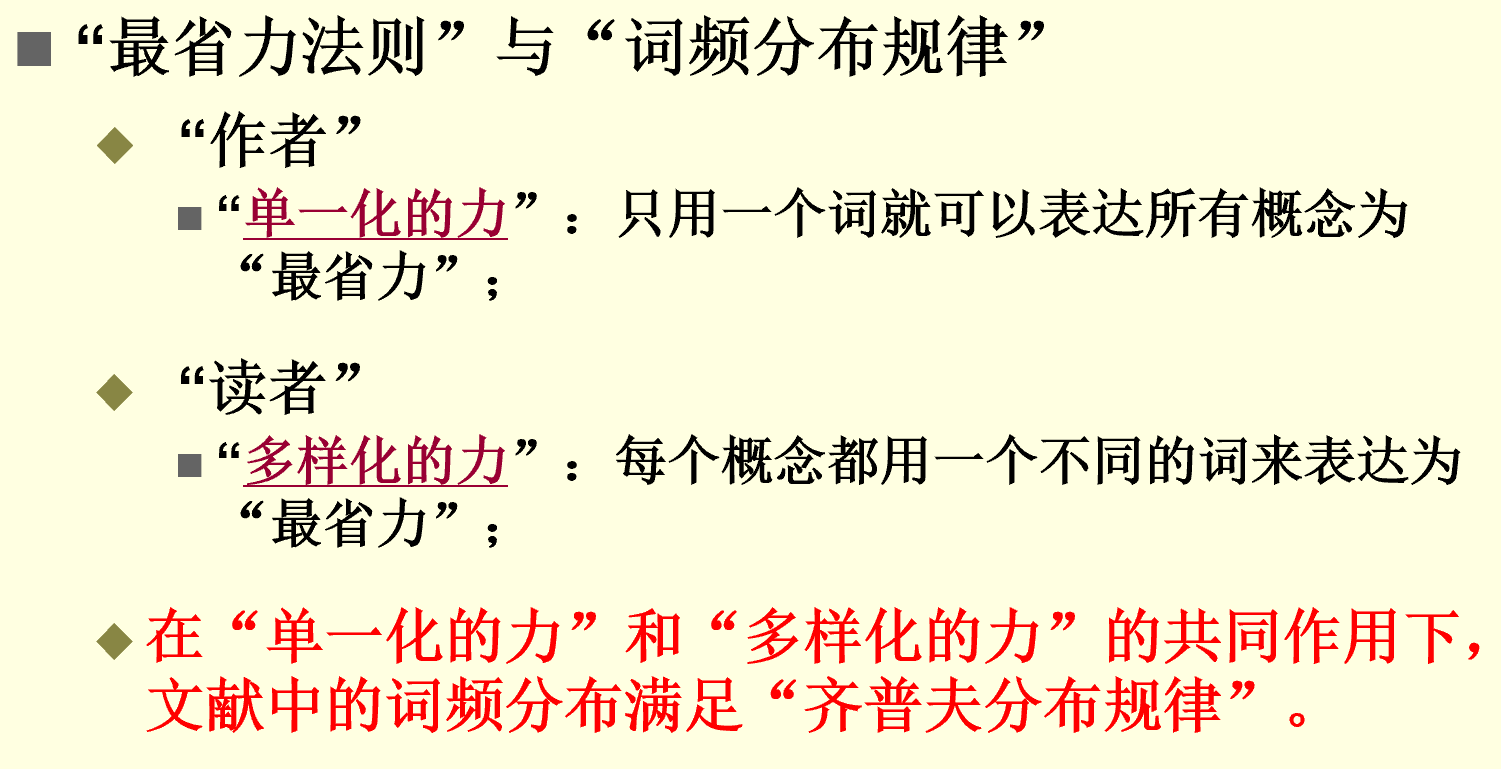 “最省力法则”与“词频分布规律”
“作者”
“单一化的力”：只用一个词就可以表达所有概念为
“最省力”；
“读者”
“多样化的力”：每个概念都用一个不同的词来表达为
“最省力”；
在“单一化的力”和“多样化的力”的共同作用下，
文献中的词频分布满足“齐普夫分布规律”。